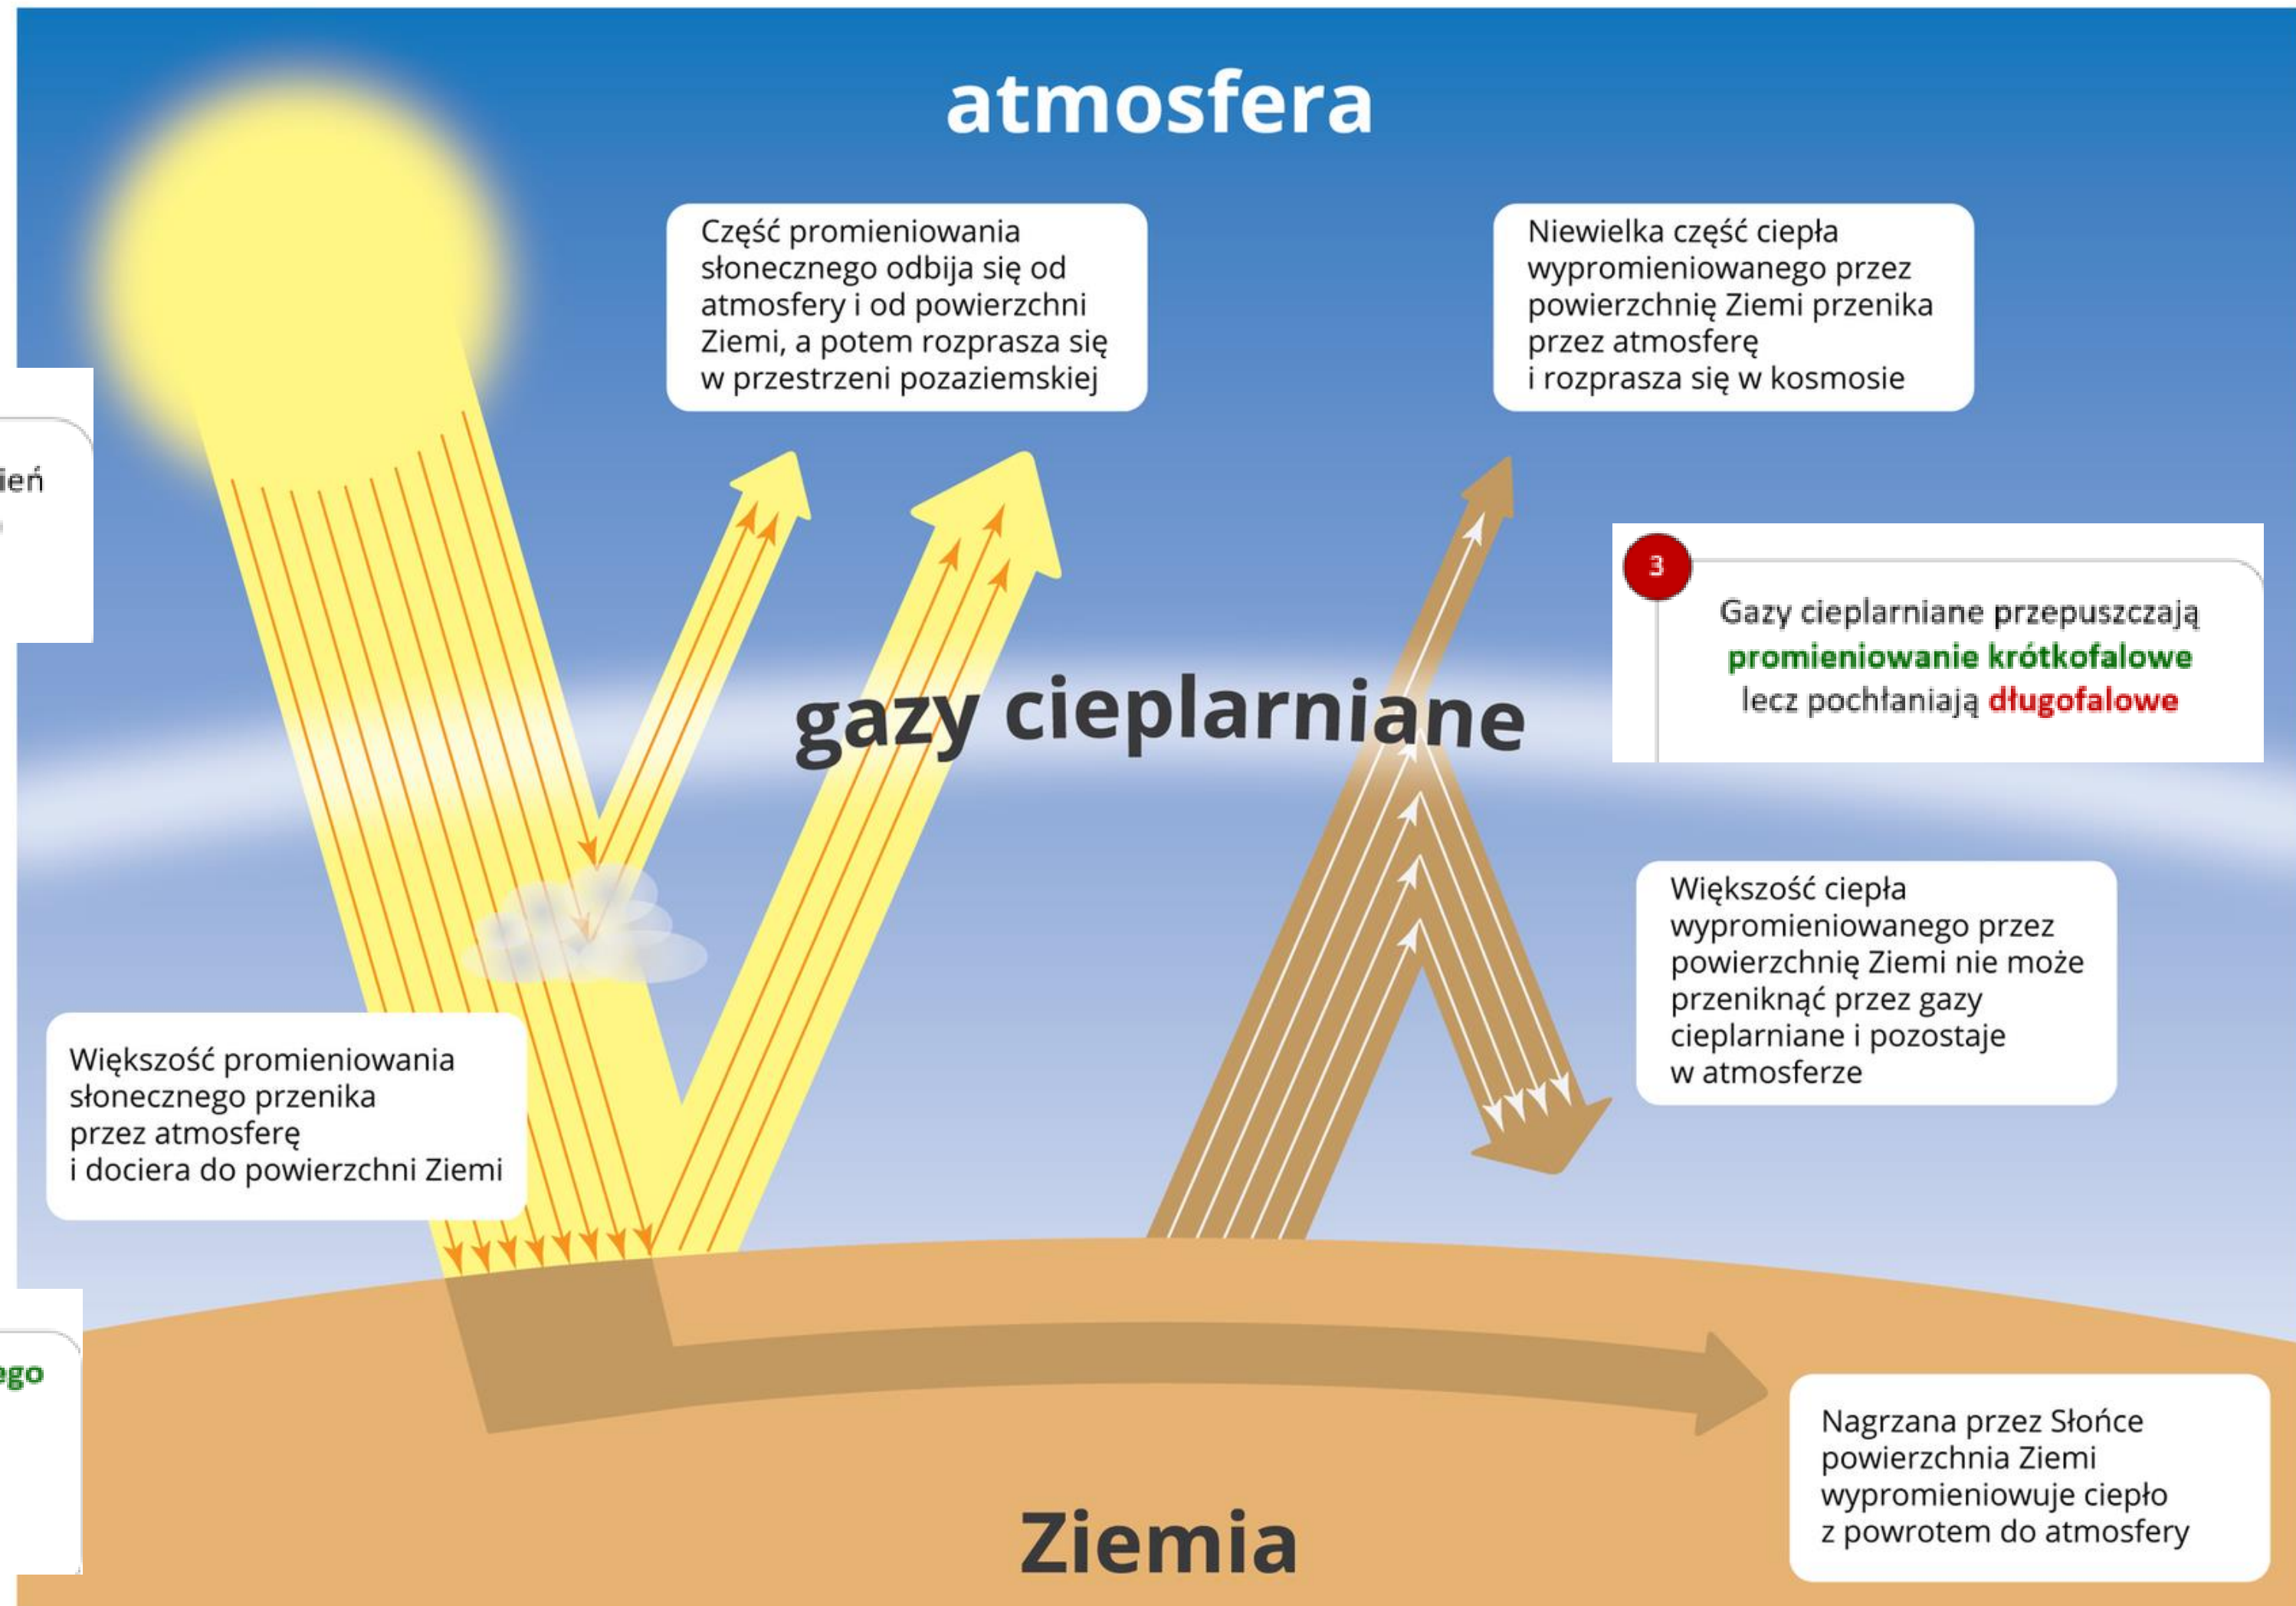 atmosfera
Część promieniowania
słonecznego odbija się od
atmosfery i od powierzchni
Ziemi, a potem rozprasza się
w przestrzeni pozaziemskiej
Niewielka część ciepła
wypromieniowanego przez
powierzchnię Ziemi przenika
przez atmosferę
i rozprasza się w kosmosie
3
Gazy cieplarniane przepuszczają
promieniowanie krótkofalowe
lecz pochłaniają długofalowe
gazy cieplarniane
Większość ciepła
wypromieniowanego przez
powierzchnię Ziemi nie może
przeniknąć przez gazy
cieplarniane i pozostaje
w atmosferze
Większość promieniowania
słonecznego przenika
przez atmosferę
i dociera do powierzchni Ziemi
Nagrzana przez Słońce
powierzchnia Ziemi
wypromieniowuje ciepło
z powrotem do atmosfery
Ziemia